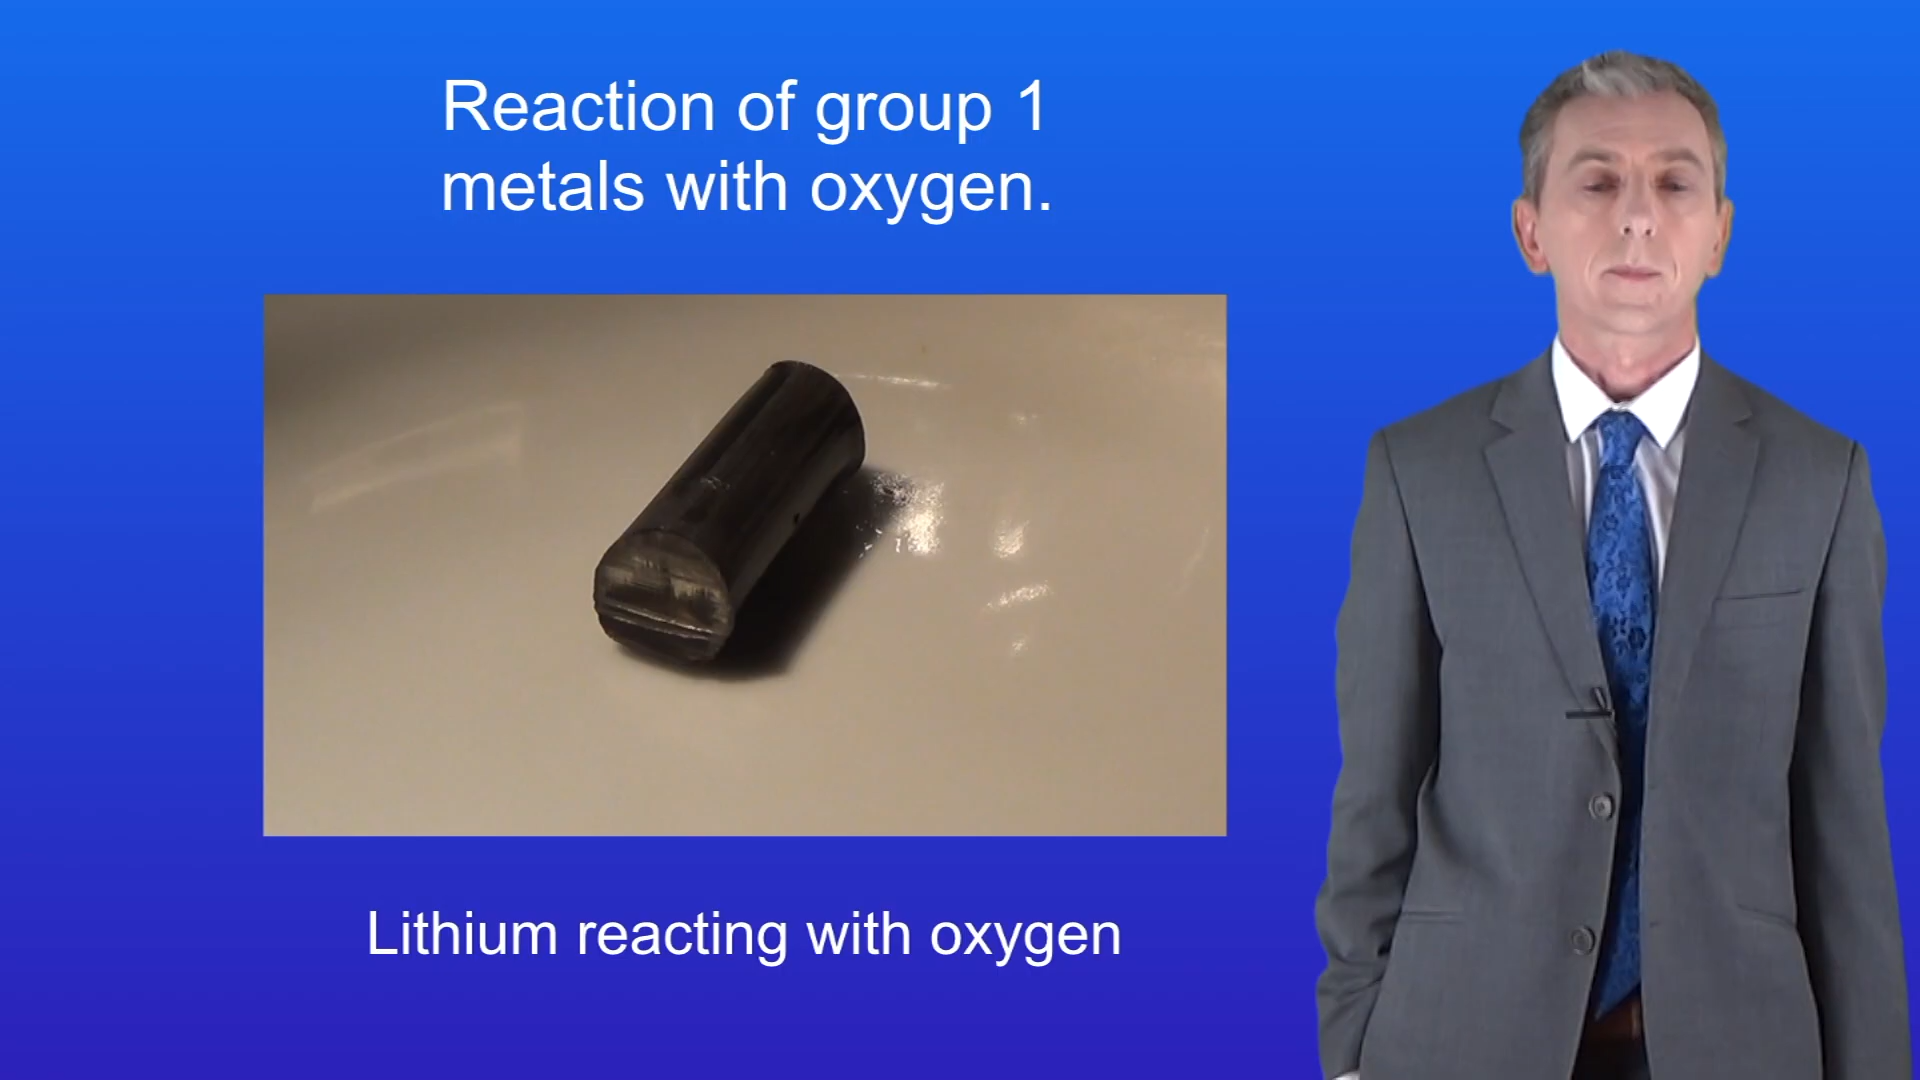 Reaction of group 1
metals with oxygen.
Lithium reacting with oxygen